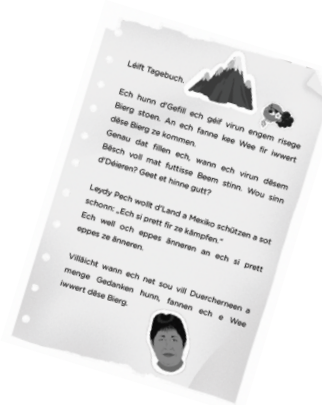 Léift Tagebuch,
Ech hunn d'Gefill ech géif virun engem risege
Bierg stoen. An ech fanne kee Wee fir iwwert
dëse Bierg ze kommen.
Genau dat fillen ech, wann ech virun dësem
Bësch voll mat futtisse Beem stinn. Wou sinn
d'Déieren? Geet et hinne gutt?
Leydy Pech wollt d'Land a Mexiko schützen a sot
schonn: „Ech si prett fir ze kämpfen.“
Ech well och eppes änneren an ech si prett
eppes ze änneren.
Villäicht wann ech net sou vill Duercherneen a
menge Gedanken hunn, fannen ech e Wee
iwwert dëse Bierg.